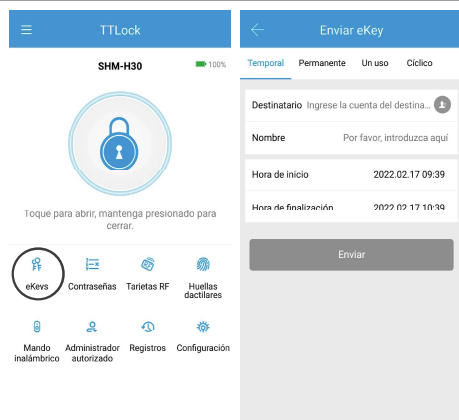 TTLock
SHM-H30
100%
Toque para abrir, mantenga presionado para
cerrar.
eKeys
Contraseñas
Tarjetas RF
Huellas
dactilares
Mando
inalámbrico
Administrador
autorizado
Registros
Configuración
Enviar eKey
Temporal
Permanente
Un uso
Cíclico
Destinatario Ingrese la cuenta del destina...
Nombre Por favor, introduzca aquí
Hora de inicio 2022.02.17 09:39
Hora de finalización 2022.02.17 10:39
Enviar